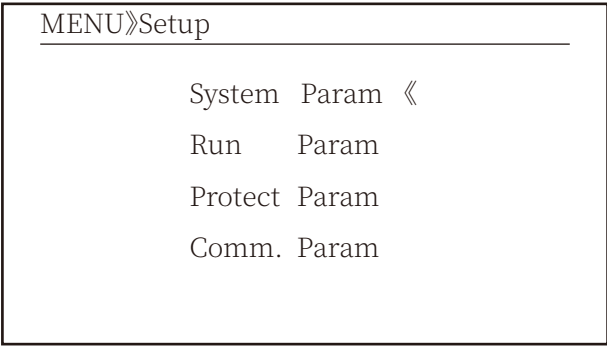 MENU》Setup
System Param 《
Run Param
Protect Param
Comm. Param